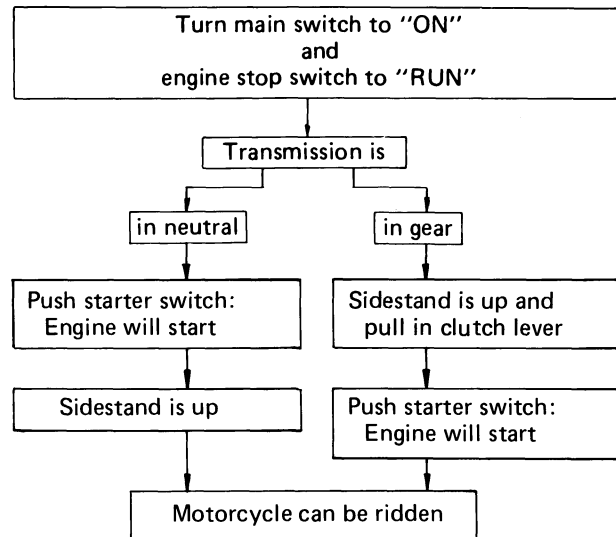 Turn main switch to “ON”
and
engine stop switch to “RUN”
Transmission is
in neutral
in gear
Push starter switch:
Engine will start
Sidestand is up
Sidestand is up and
pull in clutch lever
Push starter switch:
Engine will start
Motorcycle can be ridden